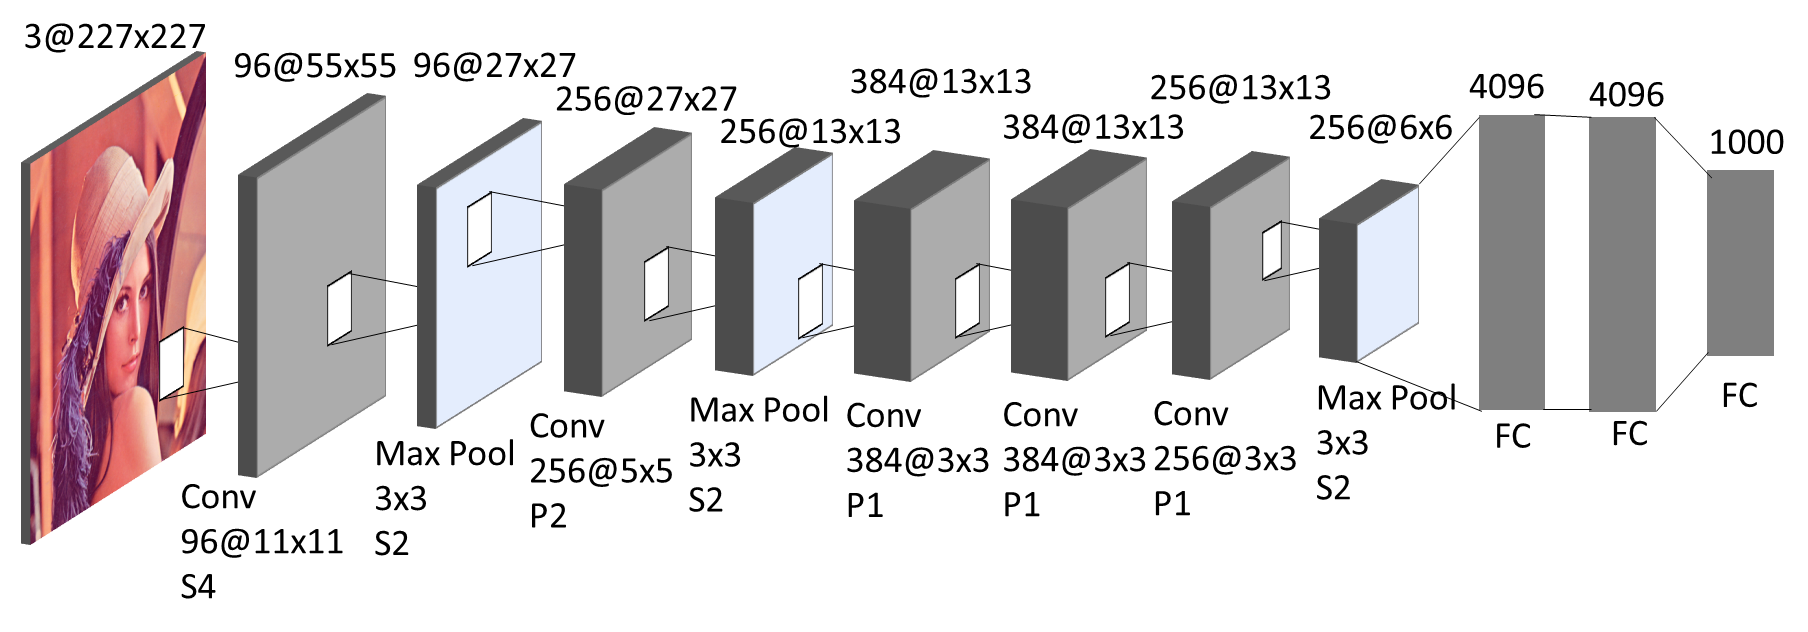 3@227x227
96@55x55
96@27x27
256@27x27
256@13x13
384@13x13
384@13x13
256@13x13
256@6x6
4096
4096
1000
Conv
96@11x11
S4
Max Pool
3x3
S2
Conv
256@5x5
P2
Max Pool
3x3
S2
Conv
384@3x3
P1
Conv
384@3x3
P1
Conv
256@3x3
P1
Max Pool
3x3
S2
FC
FC
FC